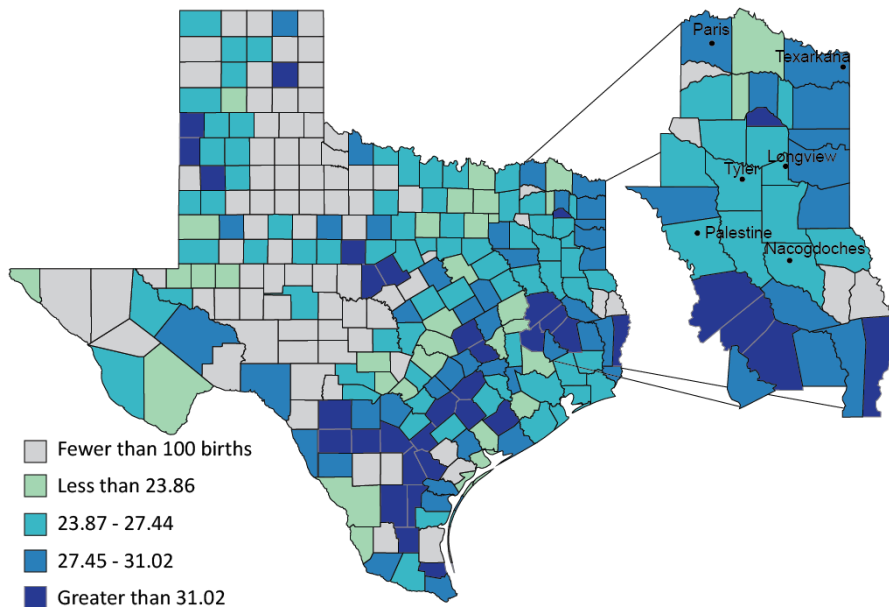 Paris
Texarkana
Longview
Tyler
Palestine
Nacogdoches
Fewer than 100 births
Less than 23.86
23.87 - 27.44
27.45 - 31.02
Greater than 31.02